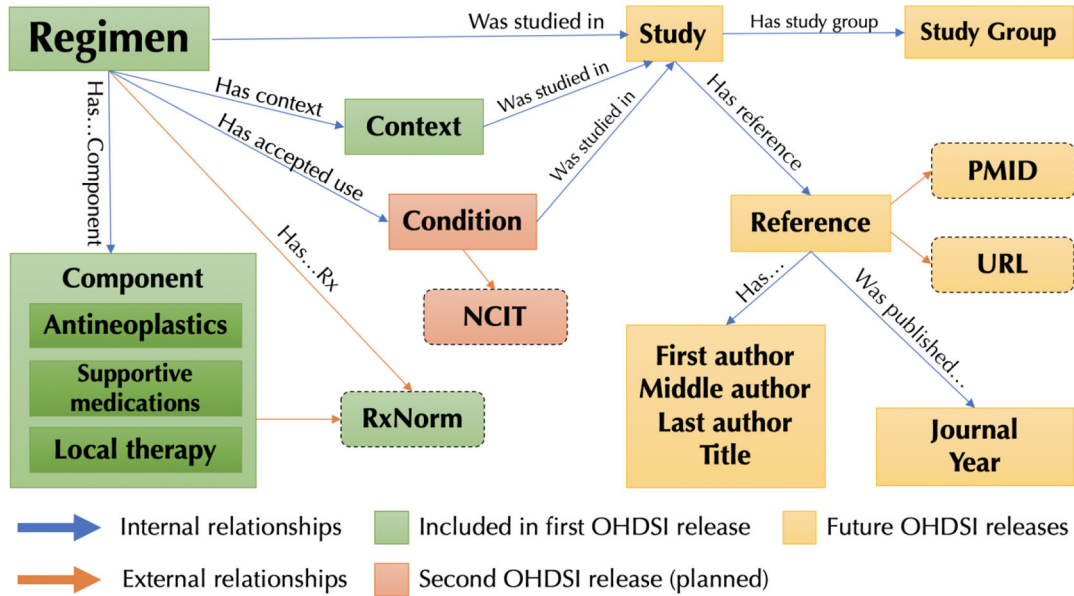 Regimen
Was studied in
Study
Has study group
Study Group
Has...Component
Has context
Context
Was studied in
Has accepted use
Was studied in
Has reference
Condition
Has...Rx
NCIT
Reference
PMID
URL
Component
Antineoplastics
Supportive
medications
Local therapy
RxNorm
Has...
First author
Middle author
Last author
Title
Was published...
Journal
Year
Internal relationships
Included in first OHDSI release
Future OHDSI releases
External relationships
Second OHDSI release (planned)